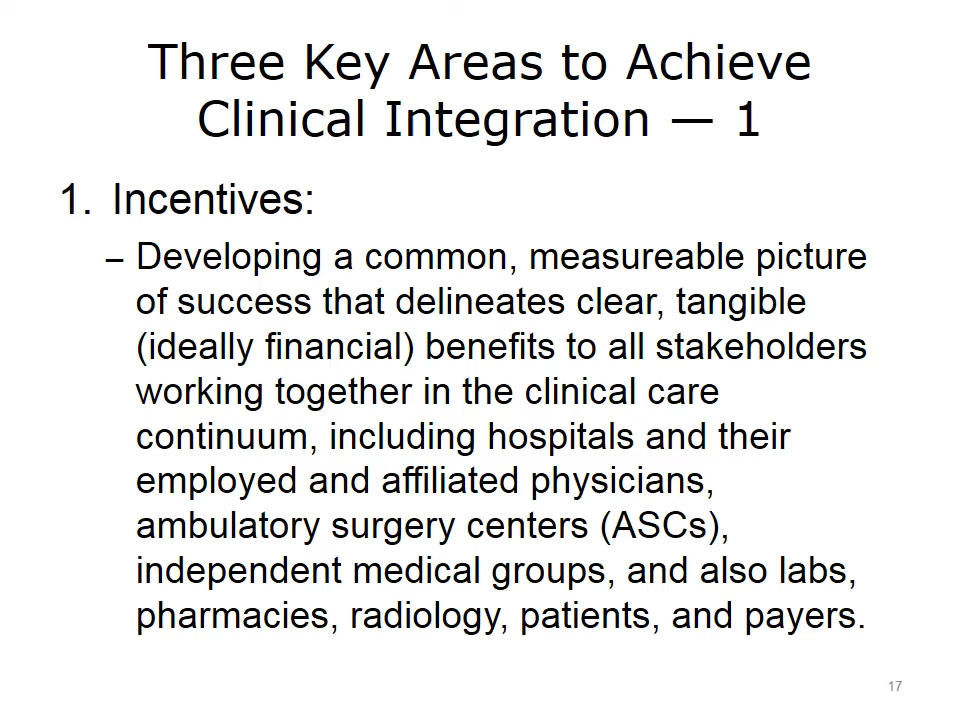 Three Key Areas to Achieve
Clinical Integration — 1
1. Incentives:
– Developing a common, measureable picture
of success that delineates clear, tangible
(ideally financial) benefits to all stakeholders
working together in the clinical care
continuum, including hospitals and their
employed and affiliated physicians,
ambulatory surgery centers (ASCs),
independent medical groups, and also labs,
pharmacies, radiology, patients, and payers.
17